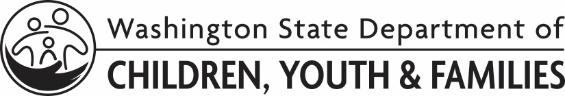 Washington State Department of
CHILDREN, YOUTH & FAMILIES